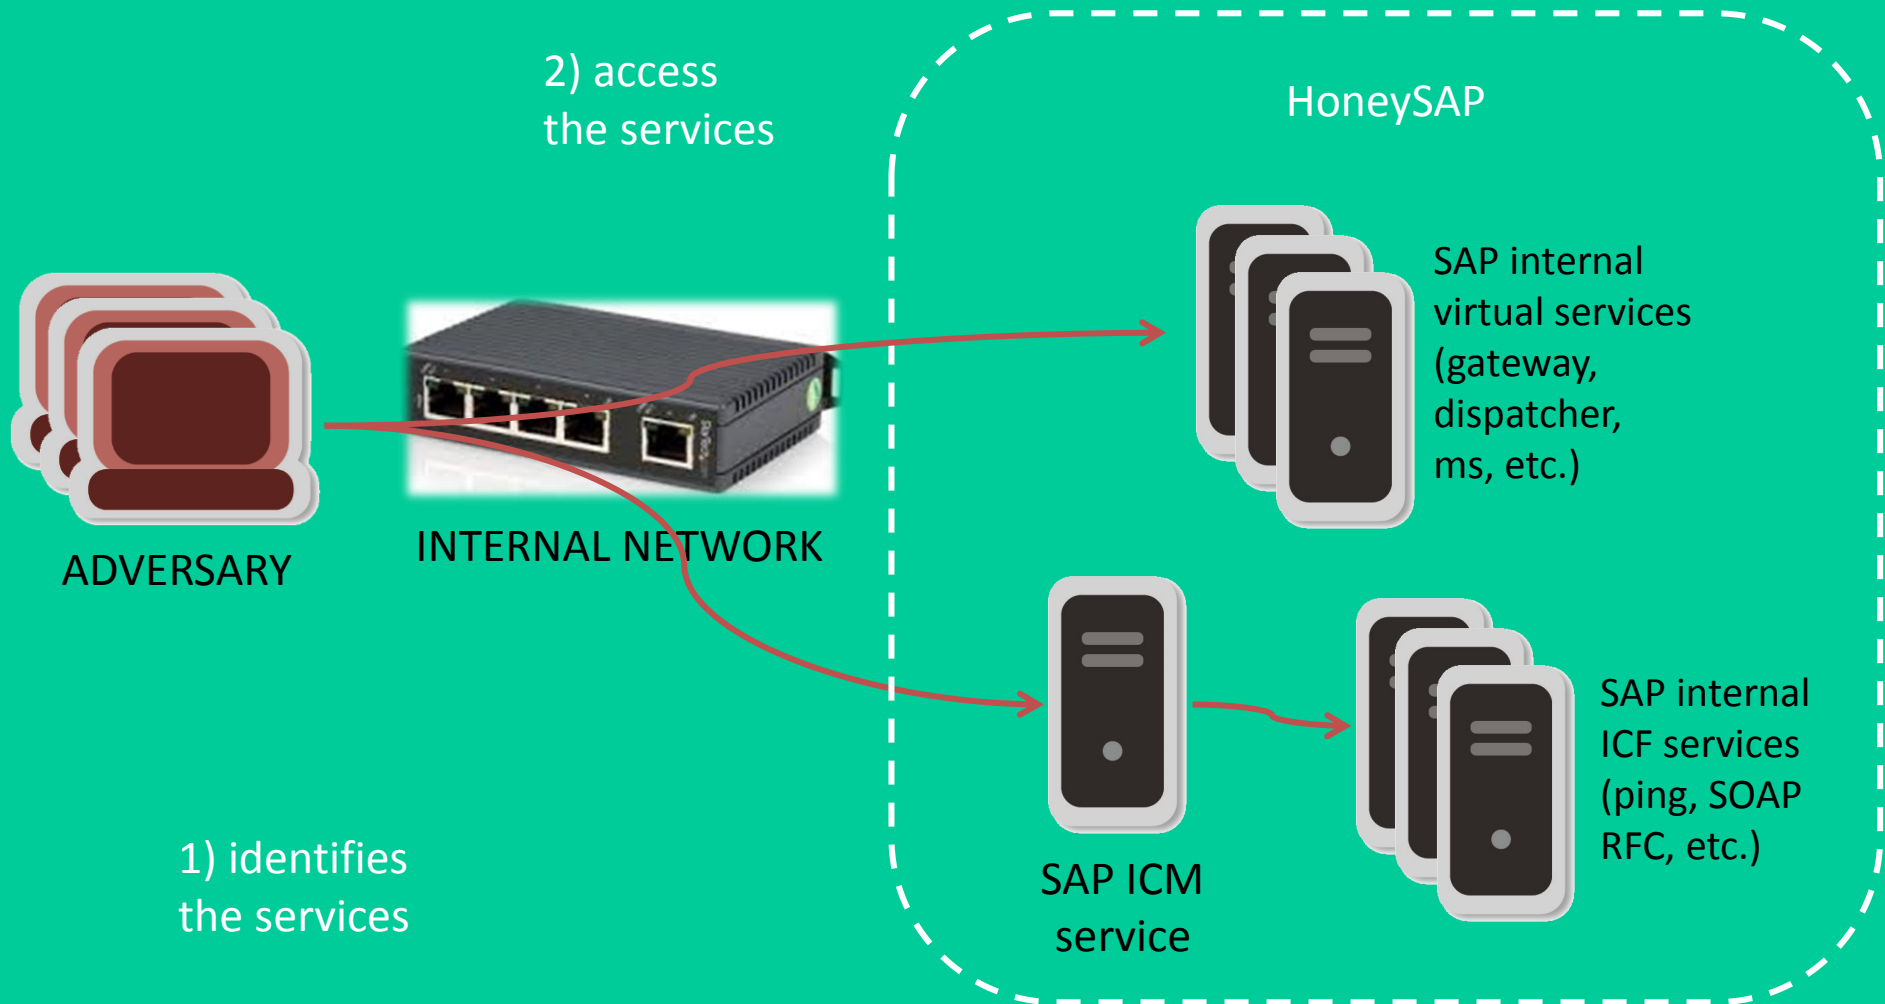 2) access
the services
HoneySAP
SAP internal
virtual services
(gateway,
dispatcher,
ms, etc.)
ADVERSARY
INTERNAL NETWORK
SAP internal
ICF services
(ping, SOAP
RFC, etc.)
SAP ICM
service
1) identifies
the services